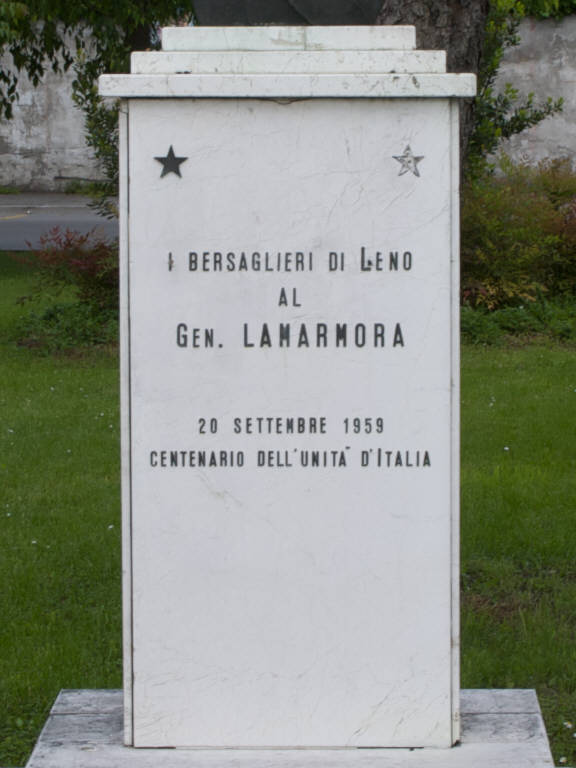 I BERSAGLIERI DI LENO
AL
GEN. LAMARMORA
20 SETTEMBRE 1959
CENTENARIO DELL'UNITA' D'ITALIA